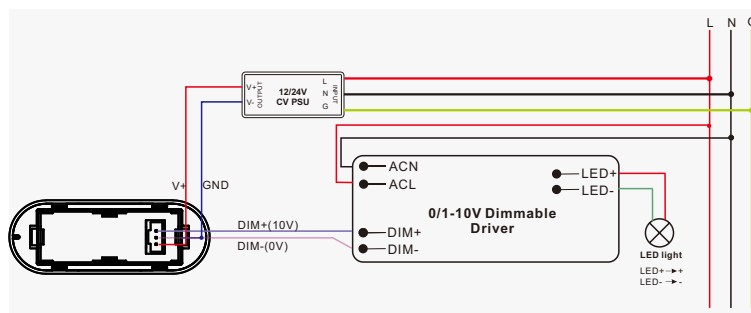 L N G
V+ OUTPUT 12/24V L INPUT
CV PSU N
V- G
V+ GND
ACN
ACL
LED+
LED-
0/1-10V Dimmable
Driver
DIM+(10V)
DIM+
DIM-(0V)
DIM-
LED light
LED+ → +
LED- → -